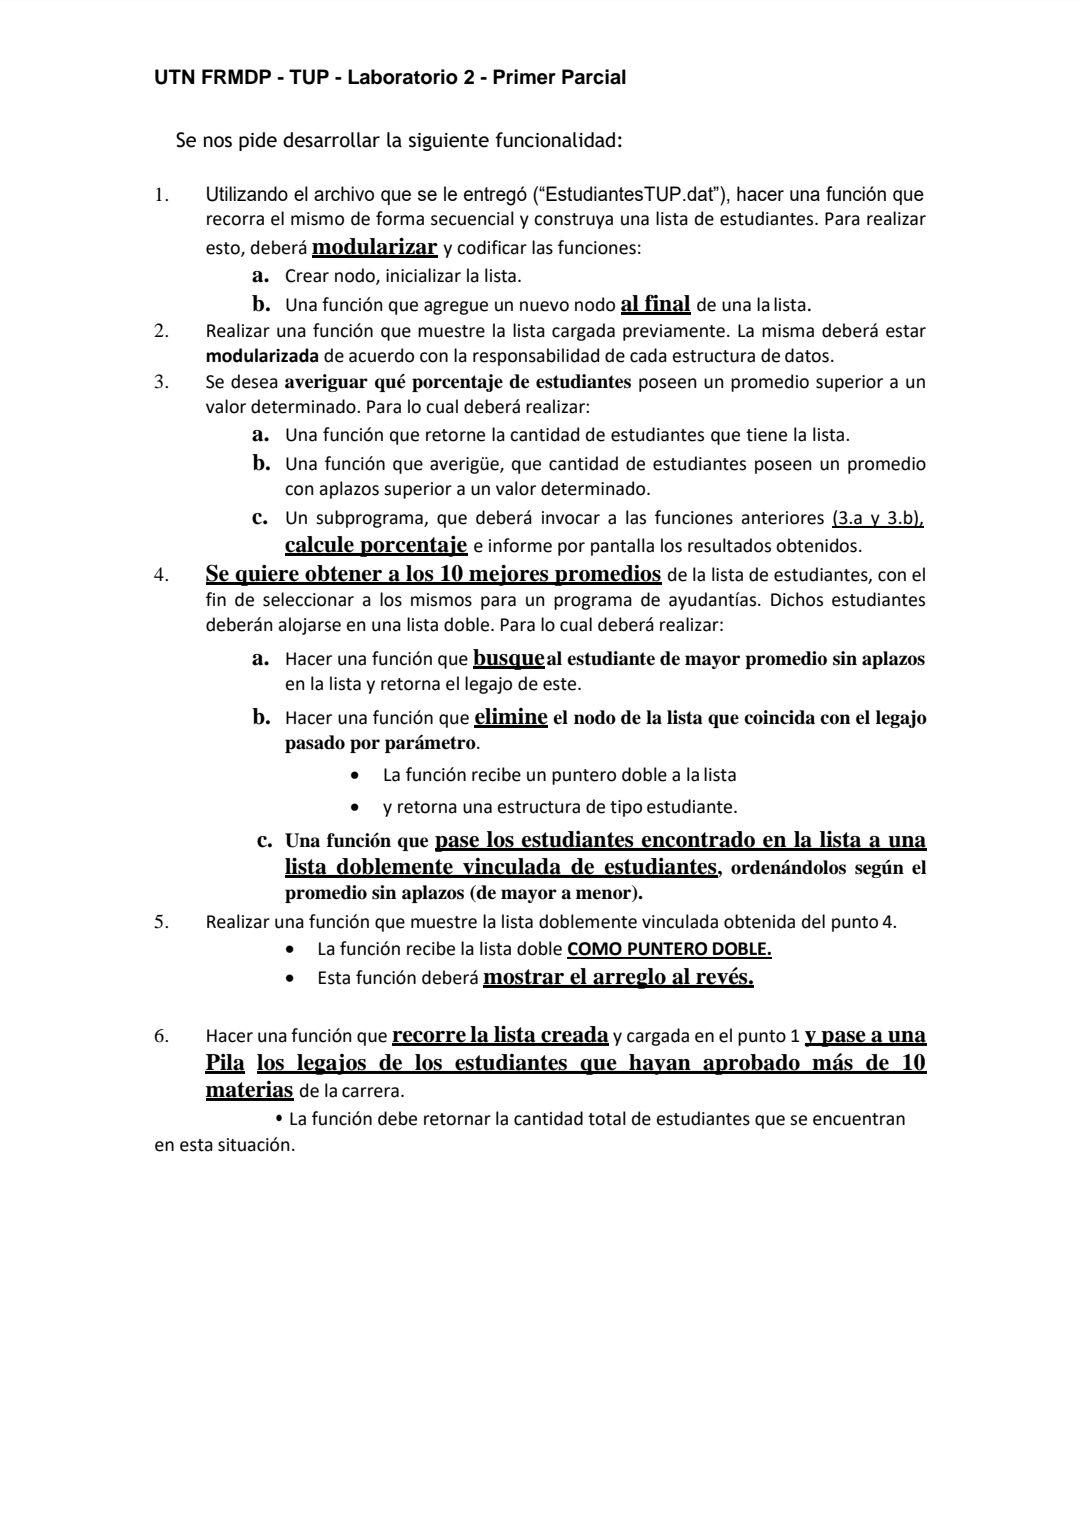 UTN FRMDP - TUP - Laboratorio 2 - Primer Parcial
Se nos pide desarrollar la siguiente funcionalidad:
1. Utilizando el archivo que se le entregó (“EstudiantesTUP.dat”), hacer una función que
recorra el mismo de forma secuencial y construya una lista de estudiantes. Para realizar
esto, deberá modularizar y codificar las funciones:
a. Crear nodo, inicializar la lista.
b. Una función que agregue un nuevo nodo al final de una la lista.
2. Realizar una función que muestre la lista cargada previamente. La misma deberá estar
modularizada de acuerdo con la responsabilidad de cada estructura de datos.
3. Se desea averiguar qué porcentaje de estudiantes poseen un promedio superior a un
valor determinado. Para lo cual deberá realizar:
a. Una función que retorne la cantidad de estudiantes que tiene la lista.
b. Una función que averigüe, que cantidad de estudiantes poseen un promedio
con aplazos superior a un valor determinado.
c. Un subprograma, que deberá invocar a las funciones anteriores (3.a y 3.b),
calcule porcentaje e informe por pantalla los resultados obtenidos.
4. Se quiere obtener a los 10 mejores promedios de la lista de estudiantes, con el
fin de seleccionar a los mismos para un programa de ayudantías. Dichos estudiantes
deberán alojarse en una lista doble. Para lo cual deberá realizar:
a. Hacer una función que busque al estudiante de mayor promedio sin aplazos
en la lista y retorna el legajo de este.
b. Hacer una función que elimine el nodo de la lista que coincida con el legajo
pasado por parámetro.
• La función recibe un puntero doble a la lista
• y retorna una estructura de tipo estudiante.
c. Una función que pase los estudiantes encontrado en la lista a una
lista doblemente vinculada de estudiantes, ordenándolos según el
promedio sin aplazos (de mayor a menor).
5. Realizar una función que muestre la lista doblemente vinculada obtenida del punto 4.
• La función recibe la lista doble COMO PUNTERO DOBLE.
• Esta función deberá mostrar el arreglo al revés.
6. Hacer una función que recorre la lista creada y cargada en el punto 1 y pase a una
Pila los legajos de los estudiantes que hayan aprobado más de 10
materias de la carrera.
• La función debe retornar la cantidad total de estudiantes que se encuentran
en esta situación.